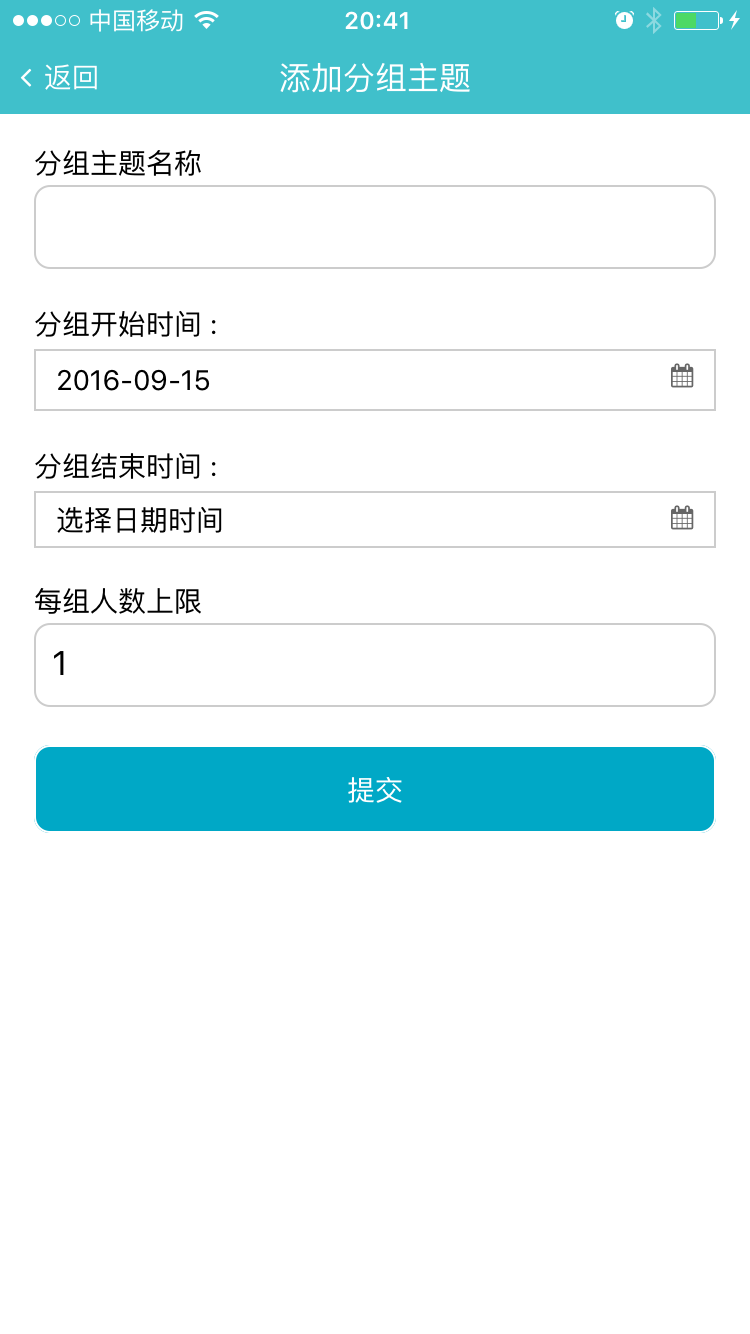 中国移动 20:41
返回 添加分组主题
分组主题名称
分组开始时间：
2016-09-15
分组结束时间：
选择日期时间
每组人数上限
1
提交